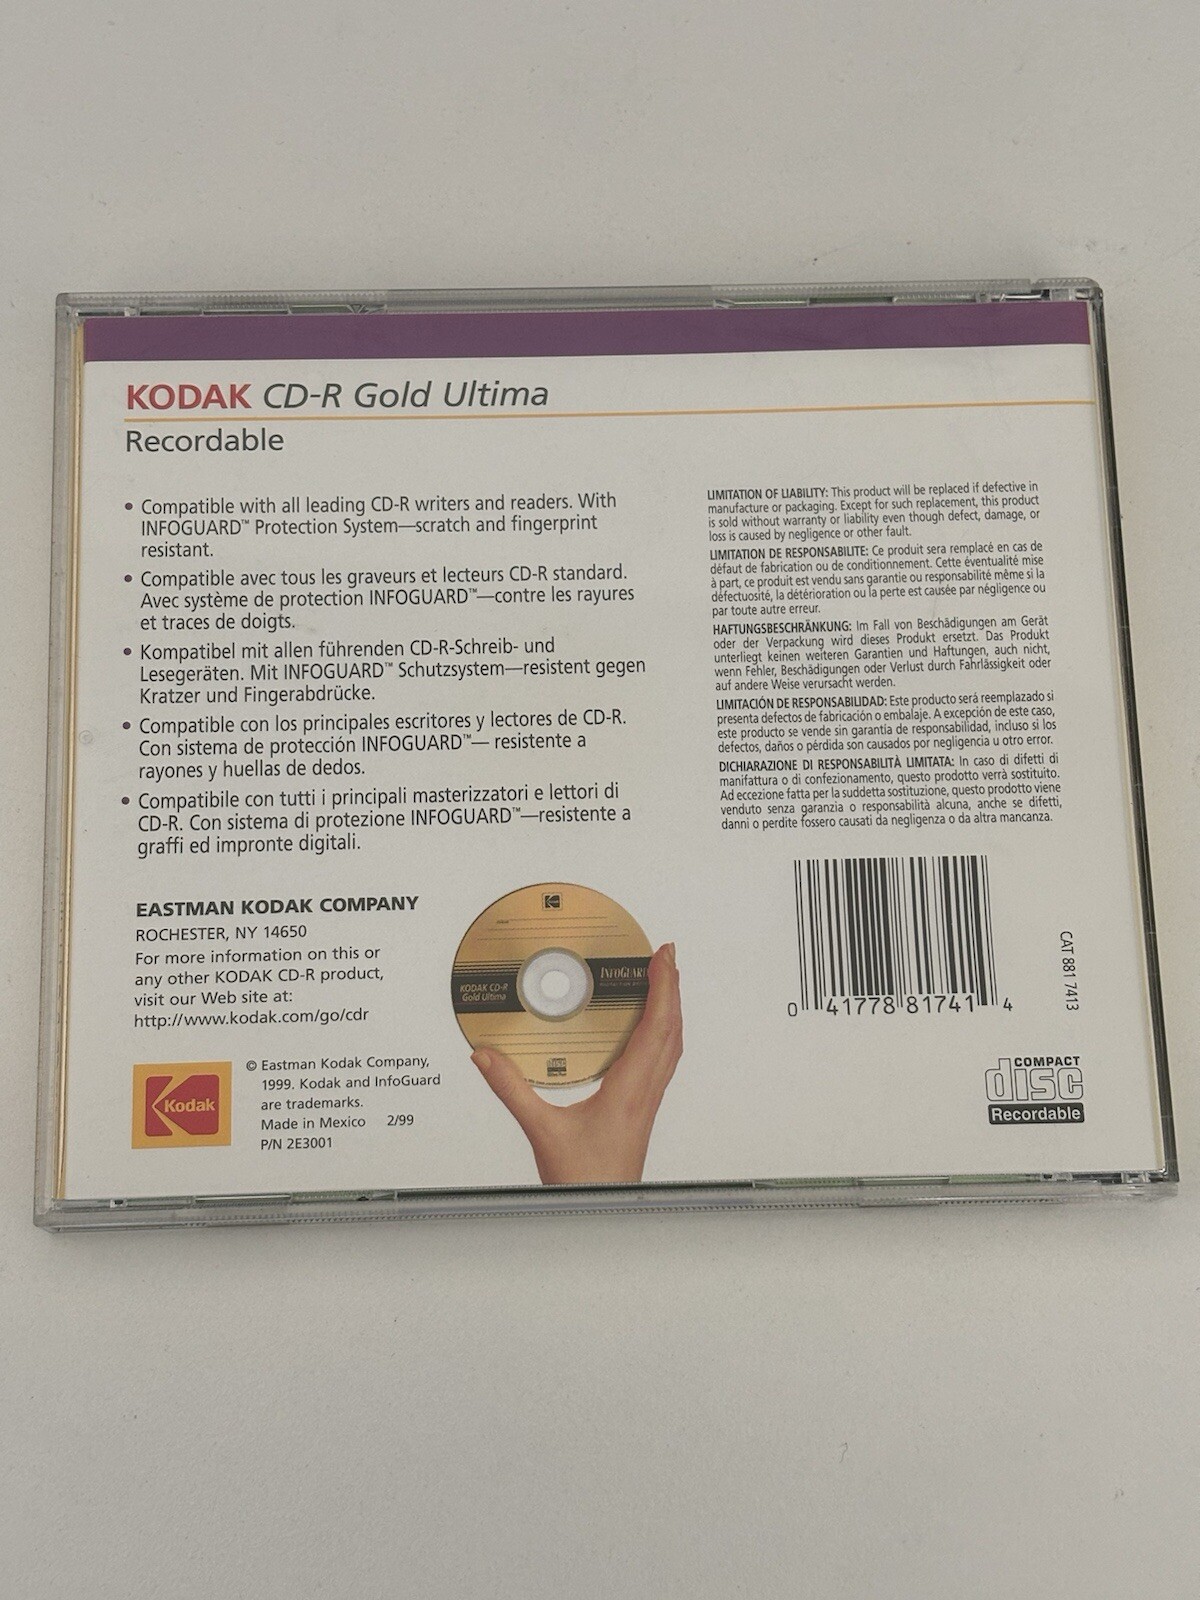 KODAK CD-R Gold Ultima
Recordable
• Compatible with all leading CD-R writers and readers. With
INFOGUARD™ Protection System—scratch and fingerprint
resistant.
• Compatible avec tous les graveurs et lecteurs CD-R standard.
Avec système de protection INFOGUARD™—contre les rayures
et traces de doigts.
• Kompatibel mit allen führenden CD-R-Schreib- und
Lesegeräten. Mit INFOGUARD™ Schutzsystem—resistent gegen
Kratzer und Fingerabdrücke.
• Compatible con los principales escritores y lectores de CD-R.
Con sistema de protección INFOGUARD™— resistente a
rayones y huellas de dedos.
• Compatibile con tutti i principali masterizzatori e lettori di
CD-R. Con sistema di protezione INFOGUARD™—resistente a
graffi ed impronte digitali.
EASTMAN KODAK COMPANY
ROCHESTER, NY 14650
For more information on this or
any other KODAK CD-R product,
visit our Web site at:
http://www.kodak.com/go/cdr
Kodak
© Eastman Kodak Company,
1999. Kodak and InfoGuard
are trademarks.
Made in Mexico 2/99
P/N 2E3001
KODAK CD-R
Gold Ultima
INFOGUARD
LIMITATION OF LIABILITY: This product will be replaced if defective in
manufacture or packaging. Except for such replacement, this product
is sold without warranty or liability even though defect, damage, or
loss is caused by negligence or other fault.
LIMITATION DE RESPONSABILITE: Ce produit sera remplacé en cas de
défaut de fabrication ou de conditionnement. Cette éventualité mise
à part, ce produit est vendu sans garantie ou responsabilité même si la
défectuosité, la détérioration ou la perte est causée par négligence ou
par toute autre erreur.
HAFTUNGSBESCHRÄNKUNG: Im Fall von Beschädigungen am Gerät
oder der Verpackung wird dieses Produkt ersetzt. Das Produkt
unterliegt keinen weiteren Garantien und Haftungen, auch nicht,
wenn Fehler, Beschädigungen oder Verlust durch Fahrlässigkeit oder
auf andere Weise verursacht werden.
LIMITACIÓN DE RESPONSABILIDAD: Este producto será reemplazado si
presenta defectos de fabricación o embalaje. A excepción de este caso,
este producto se vende sin garantía de responsabilidad, incluso si los
defectos, daños o pérdida son causados por negligencia u otro error.
DICHIARAZIONE DI RESPONSABILITÀ LIMITATA: In caso di difetti di
manifattura o di confezionamento, questo prodotto verrà sostituito.
Ad eccezione fatta per la suddetta sostituzione, questo prodotto viene
venduto senza garanzia o responsabilità alcuna, anche se difetti,
danni o perdite fossero causati da negligenza o da altra mancanza.
0 41778 81741 4
CAT 881 7413
COMPACT
disc
Recordable